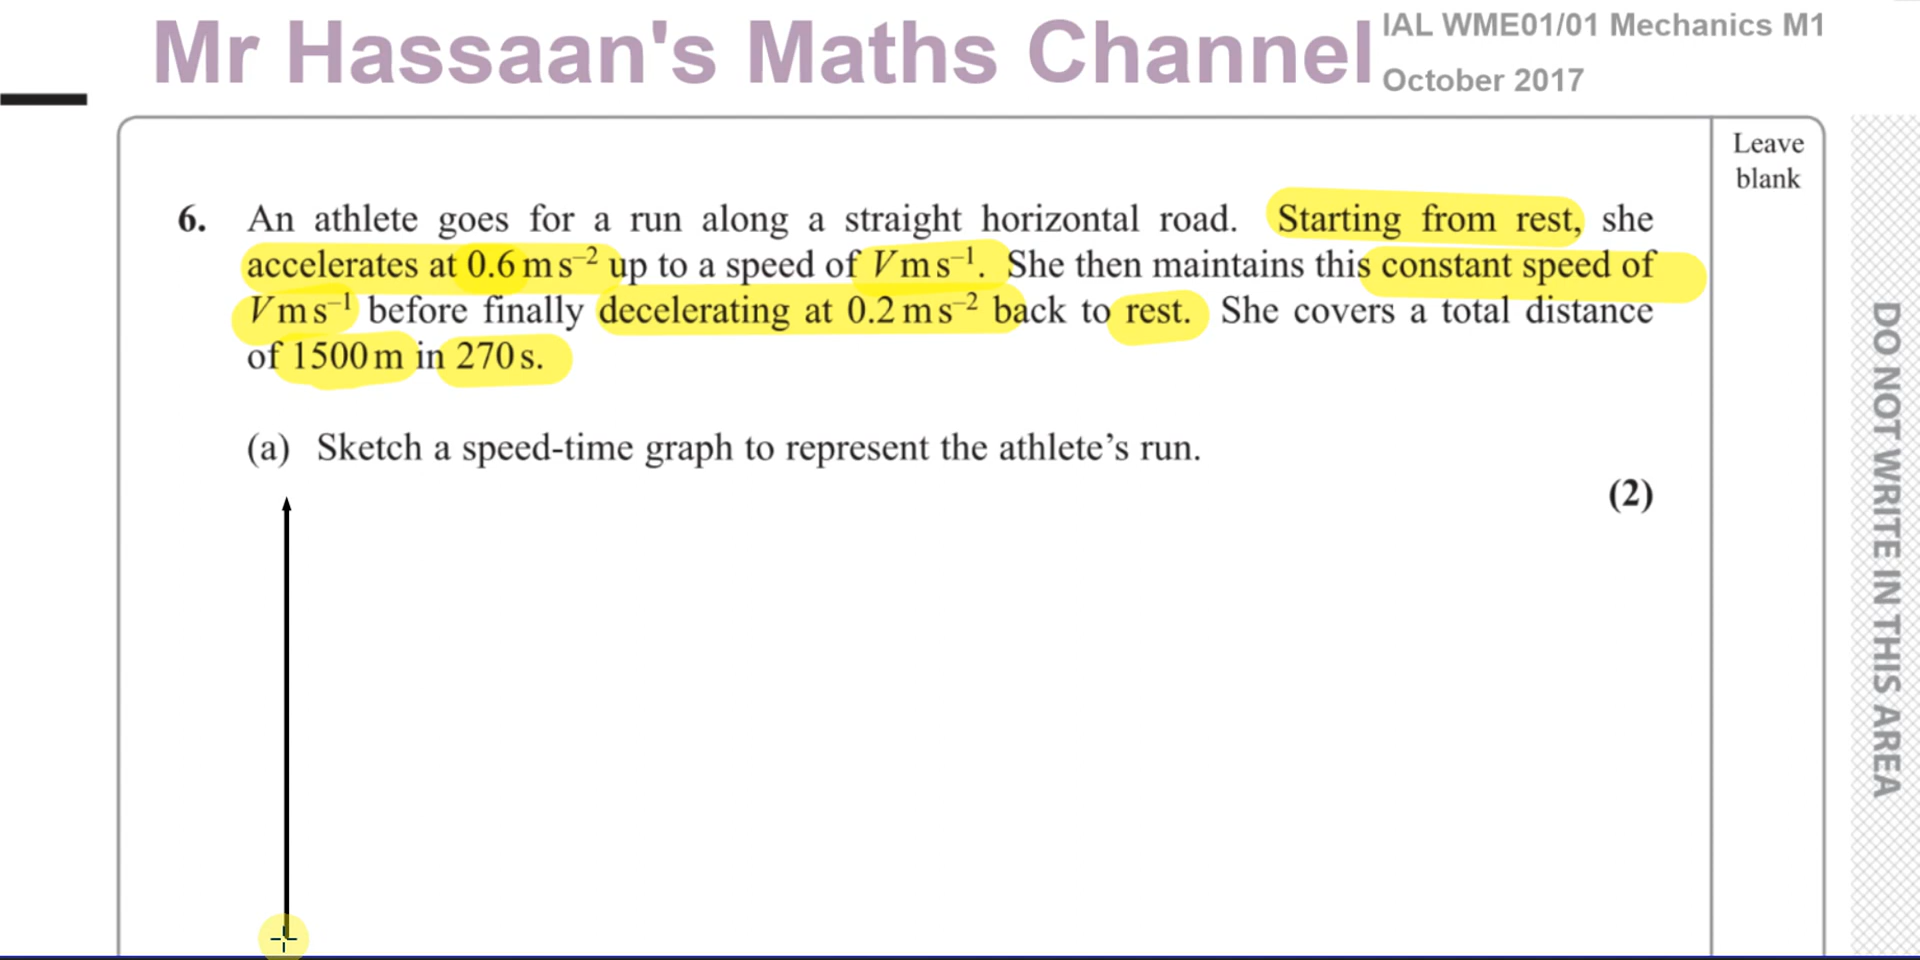 Mr Hassaan's Maths Channel
IAL WME01/01 Mechanics M1
October 2017
Leave
blank
6. An athlete goes for a run along a straight horizontal road. Starting from rest, she
accelerates at 0.6 m s⁻² up to a speed of V m s⁻¹. She then maintains this constant speed of
V m s⁻¹ before finally decelerating at 0.2 m s⁻² back to rest. She covers a total distance
of 1500 m in 270 s.
(a) Sketch a speed-time graph to represent the athlete’s run.
(2)
DO NOT WRITE IN THIS AREA